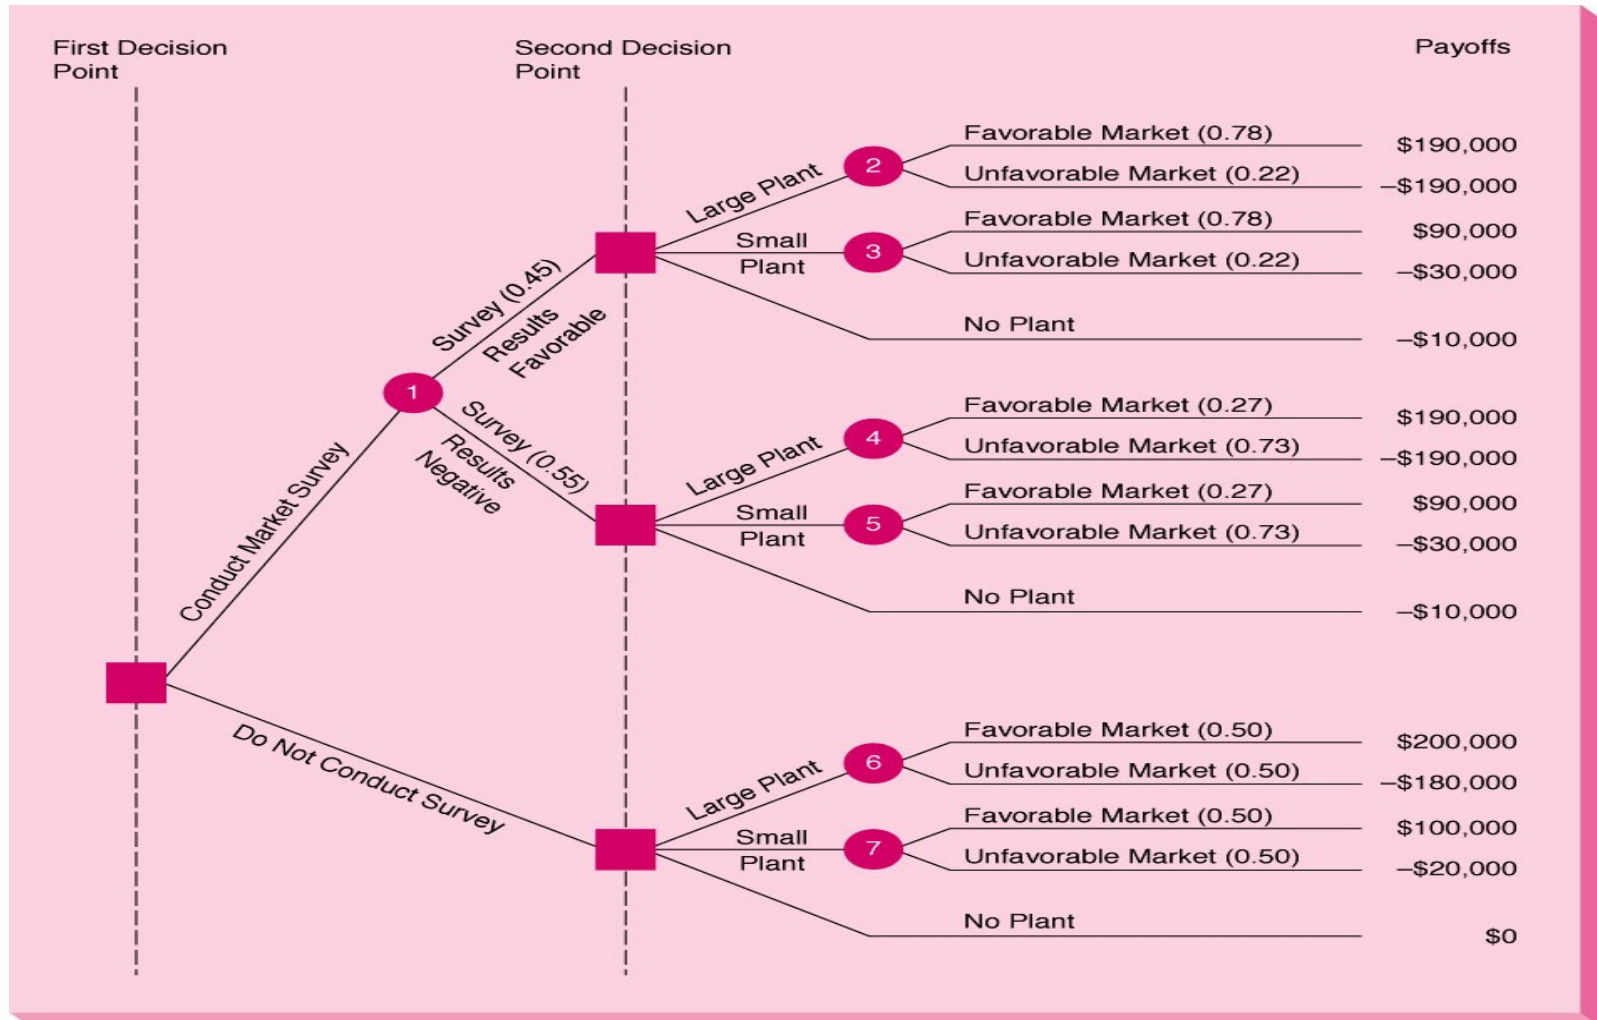 First Decision
Point
Second Decision
Point
Payoffs
Favorable Market (0.78)
$190,000
Large Plant
2
Unfavorable Market (0.22)
–$190,000
Favorable Market (0.78)
$90,000
Small
Plant
3
Unfavorable Market (0.22)
–$30,000
No Plant
–$10,000
Survey (0.45)
Results
Favorable
1
Survey (0.55)
Results
Negative
Favorable Market (0.27)
$190,000
Large Plant
4
Unfavorable Market (0.73)
–$190,000
Favorable Market (0.27)
$90,000
Small
Plant
5
Unfavorable Market (0.73)
–$30,000
No Plant
–$10,000
Conduct Market Survey
Do Not Conduct Survey
Favorable Market (0.50)
$200,000
Large Plant
6
Unfavorable Market (0.50)
–$180,000
Favorable Market (0.50)
$100,000
Small
Plant
7
Unfavorable Market (0.50)
–$20,000
No Plant
$0